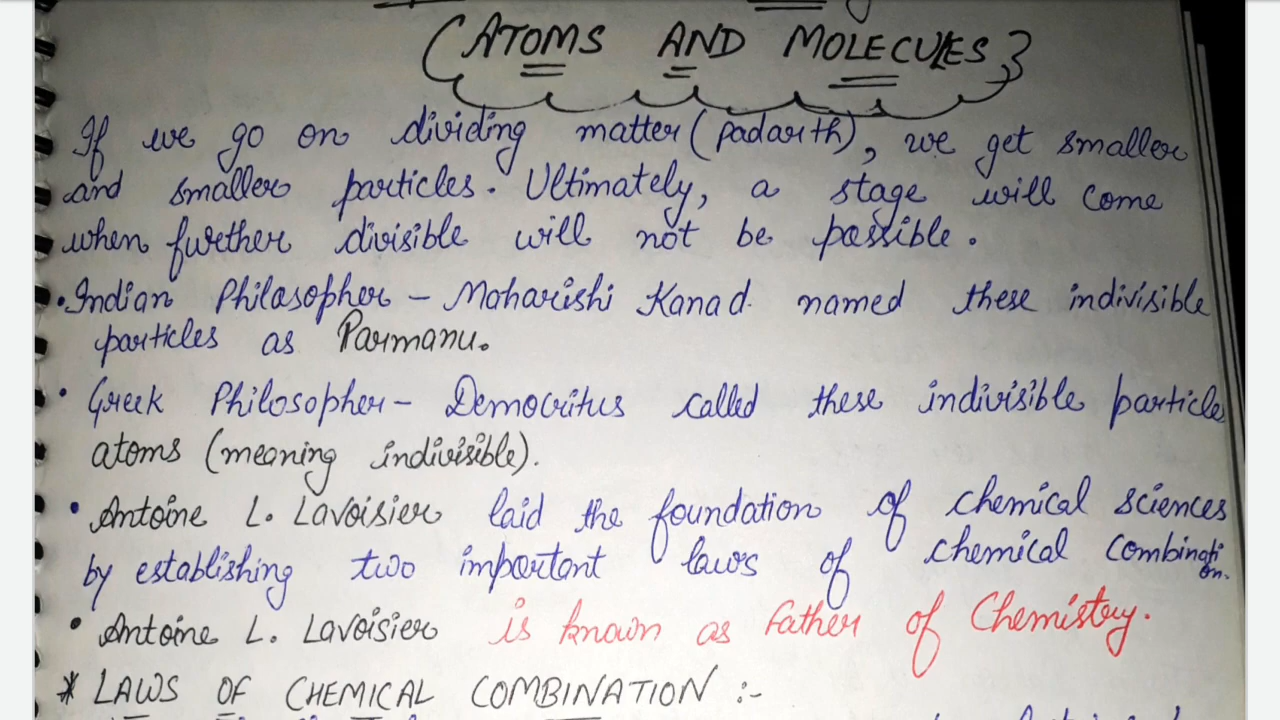 (ATOMS AND MOLECULES}
If we go on dividing matter (padarth), we get smaller
and smaller particles. Ultimately, a stage will come
when further divisible will not be possible.
• Indian Philosopher - Maharishi Kanad. named these indivisible
particles as Parmanu.
• Greek Philosopher - Democritus called these indivisible particles
atoms (meaning indivisible).
• Antoine L. Lavoisier laid the foundation of chemical sciences
by establishing two important laws of chemical combination.
• Antoine L. Lavoisier is known as Father of Chemistry.
* LAWS OF CHEMICAL COMBINATION :-